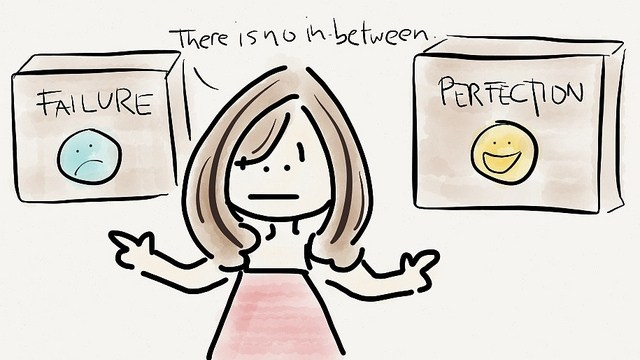 There is no in-between.
FAILURE
PERFECTION